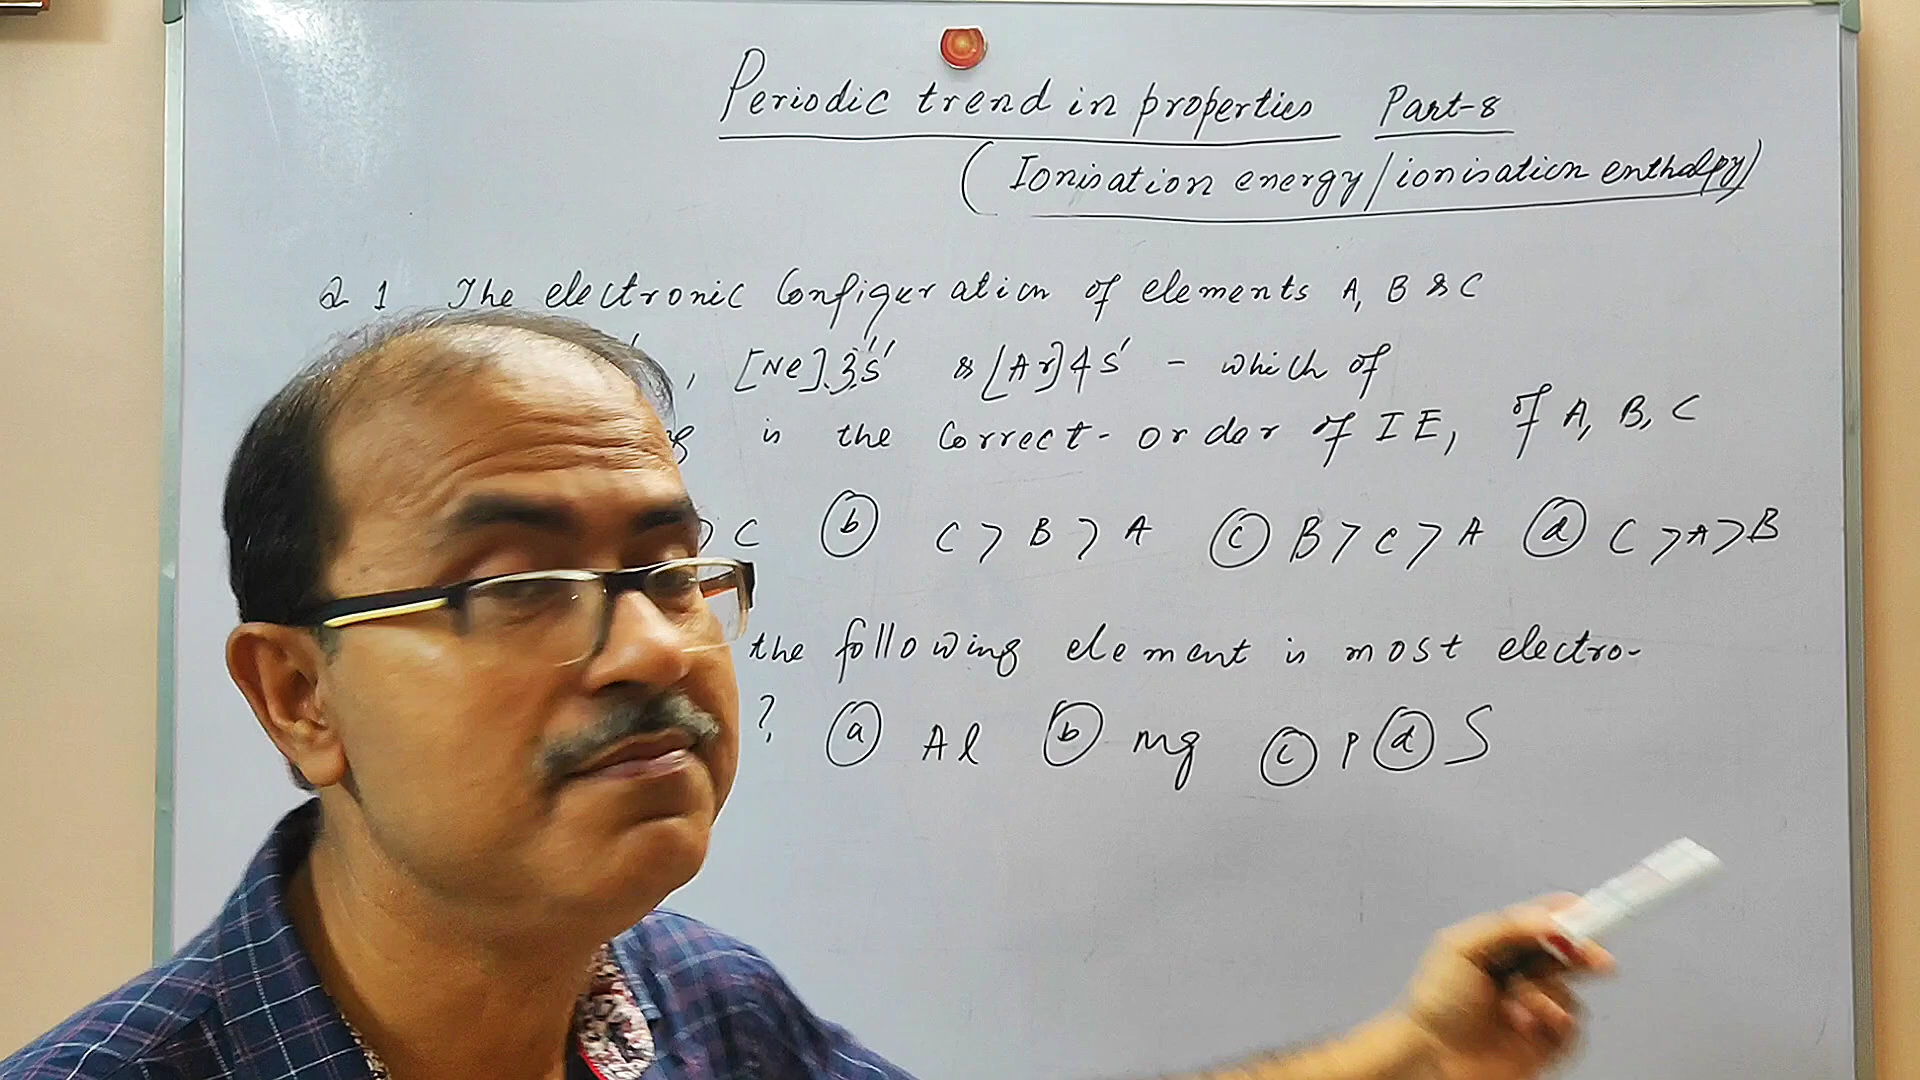 Periodic trend in properties Part-8
(Ionisation energy/ionisation enthalpy)
Q 1 The electronic Configuration of elements A, B & C
, [Ne] 3s' & [Ar] 4s' - which of
is the Correct- order of IE, of A, B, C
> C (b) C > B > A (c) B > C > A (d) C > A > B
the following element is most electro-
? (a) Al (b) Mg (c) P (d) S